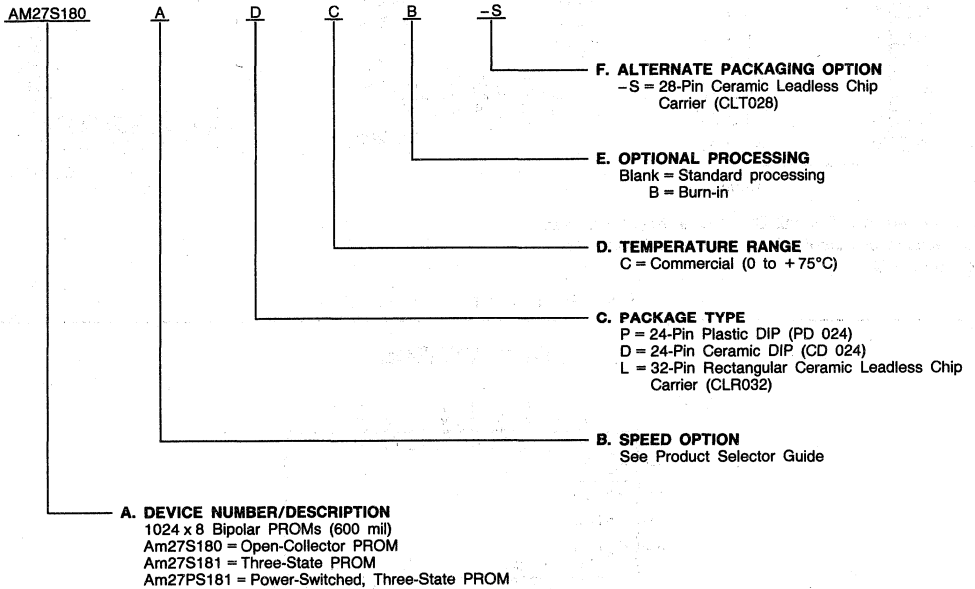 AM27S180 A D C B –S
F. ALTERNATE PACKAGING OPTION
–S = 28-Pin Ceramic Leadless Chip
Carrier (CLT028)
E. OPTIONAL PROCESSING
Blank = Standard processing
B = Burn-in
D. TEMPERATURE RANGE
C = Commercial (0 to +75°C)
C. PACKAGE TYPE
P = 24-Pin Plastic DIP (PD 024)
D = 24-Pin Ceramic DIP (CD 024)
L = 32-Pin Rectangular Ceramic Leadless Chip
Carrier (CLR032)
B. SPEED OPTION
See Product Selector Guide
A. DEVICE NUMBER/DESCRIPTION
1024 x 8 Bipolar PROMs (600 mil)
Am27S180 = Open-Collector PROM
Am27S181 = Three-State PROM
Am27PS181 = Power-Switched, Three-State PROM